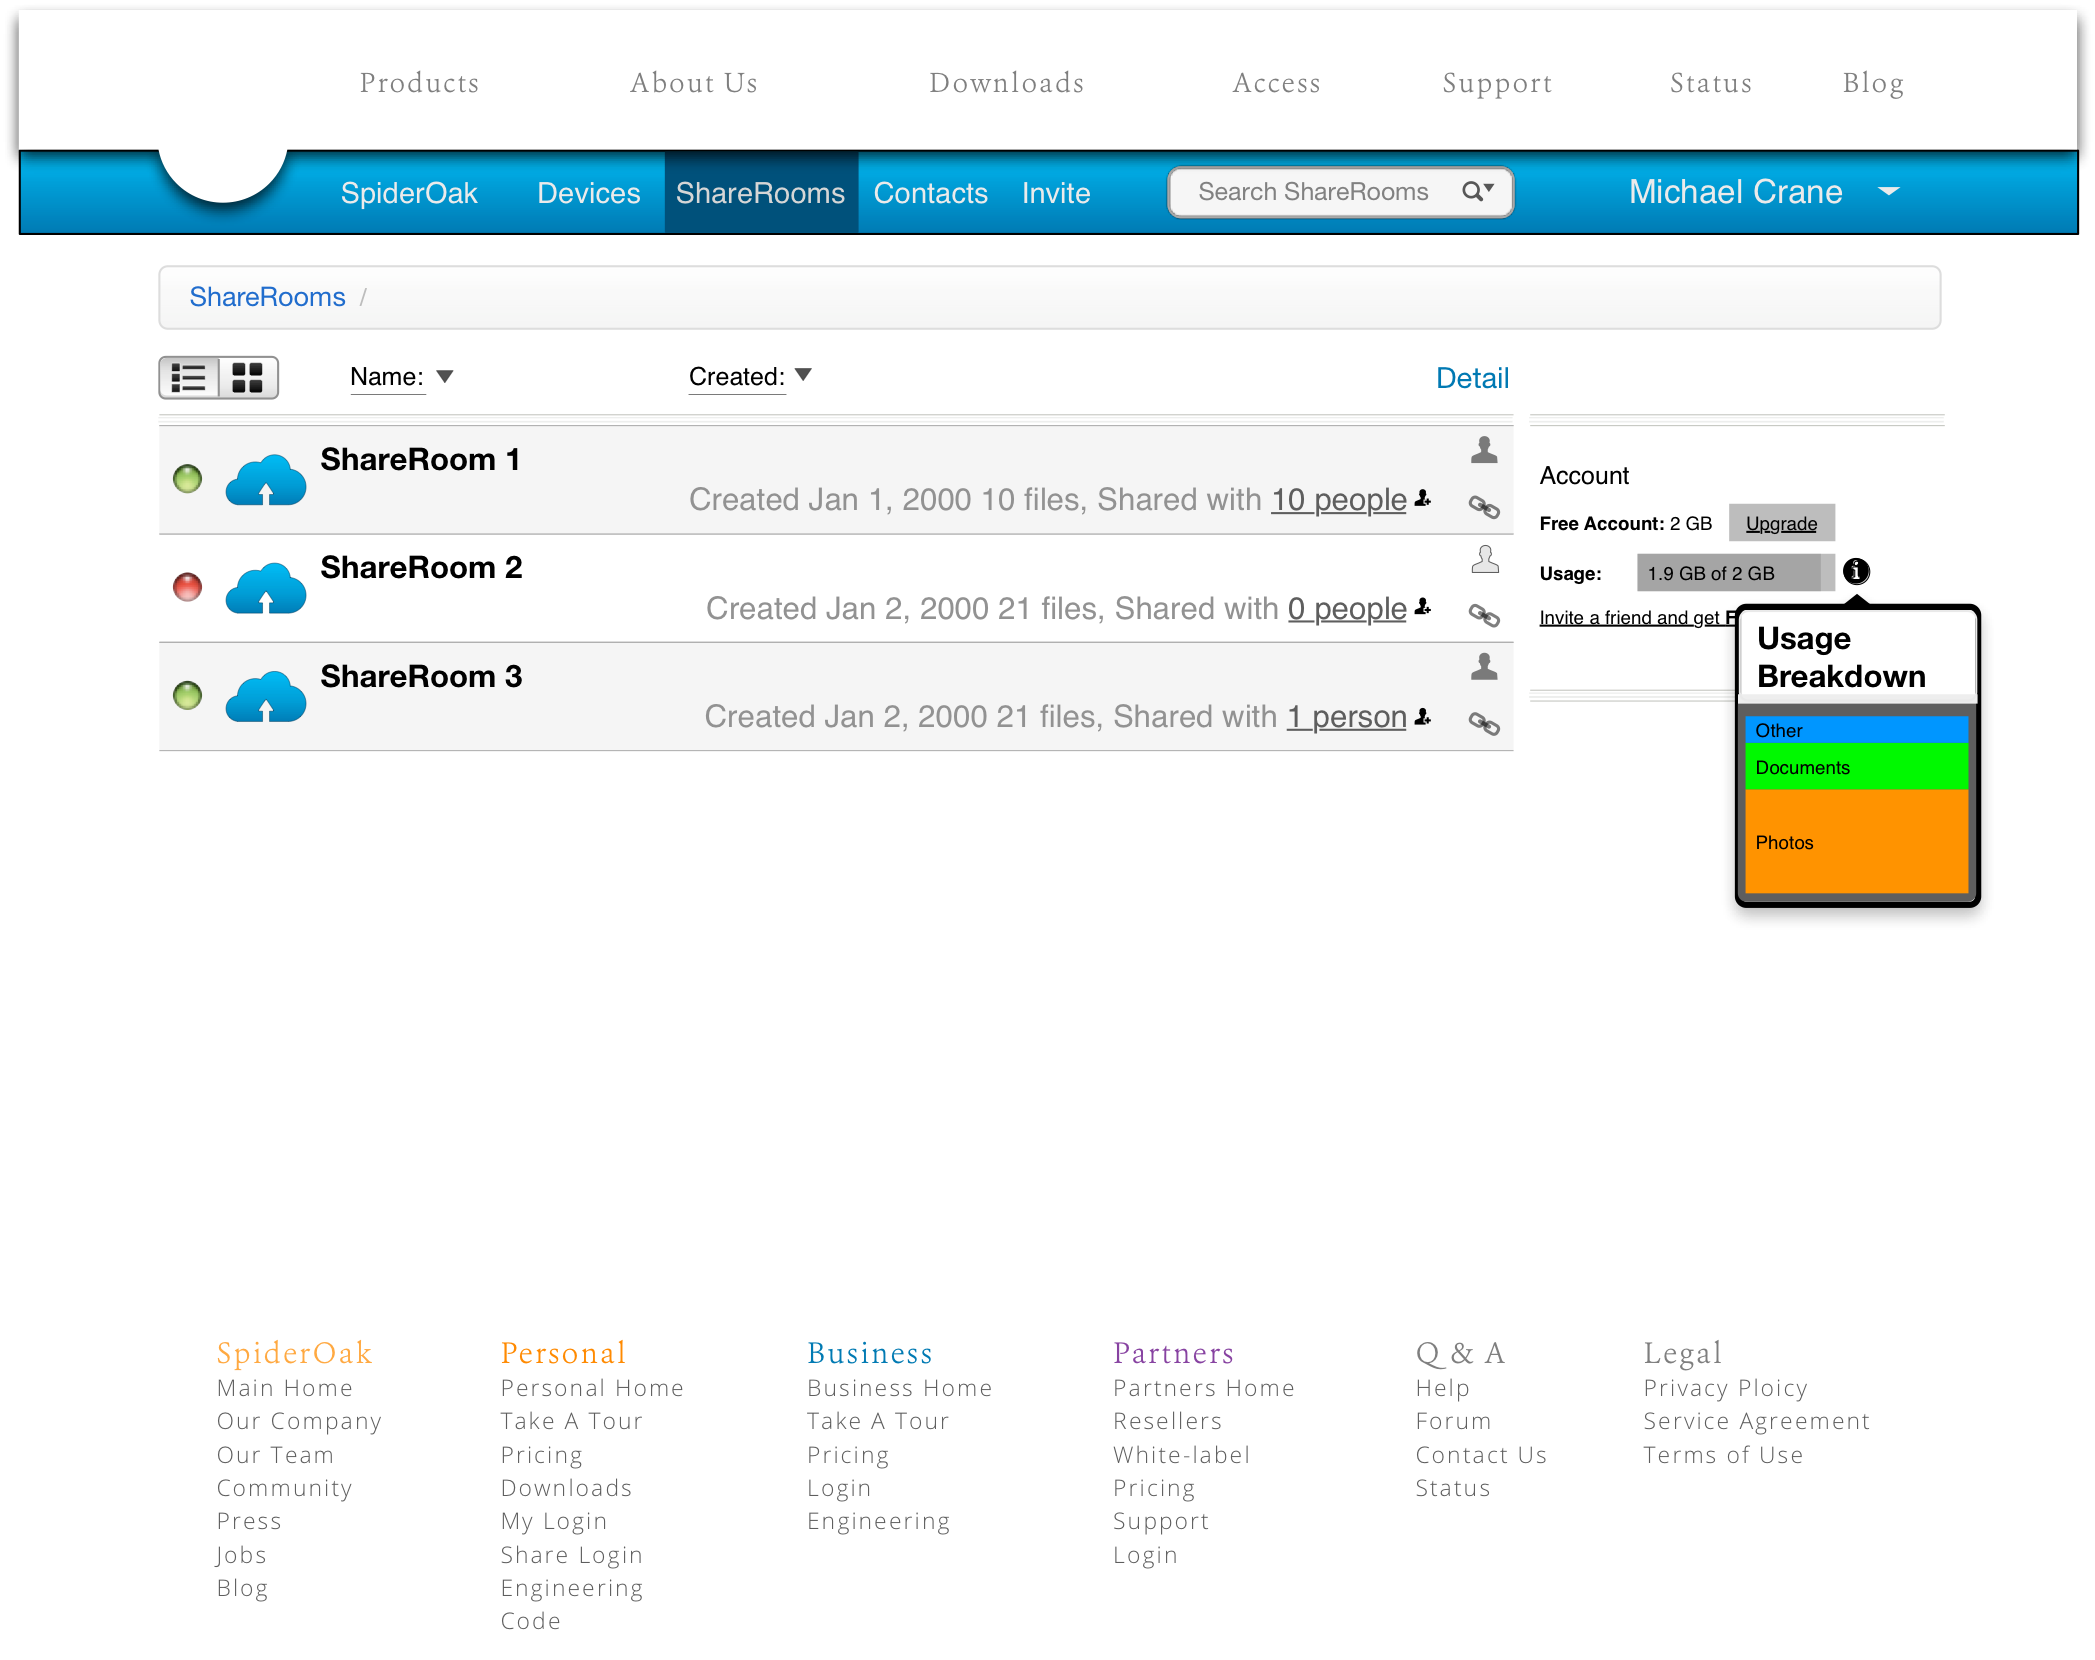 Products About Us Downloads Access Support Status Blog
SpiderOak Devices ShareRooms Contacts Invite Search ShareRooms Michael Crane
ShareRooms /
Name: Created: Detail
ShareRoom 1
Created Jan 1, 2000 10 files, Shared with 10 people
ShareRoom 2
Created Jan 2, 2000 21 files, Shared with 0 people
ShareRoom 3
Created Jan 2, 2000 21 files, Shared with 1 person
Account
Free Account: 2 GB Upgrade
Usage: 1.9 GB of 2 GB
Invite a friend and get
Usage
Breakdown
Other
Documents
Photos
SpiderOak
Main Home
Our Company
Our Team
Community
Press
Jobs
Blog
Personal
Personal Home
Take A Tour
Pricing
Downloads
My Login
Share Login
Engineering
Code
Business
Business Home
Take A Tour
Pricing
Login
Engineering
Partners
Partners Home
Resellers
White-label
Pricing
Support
Login
Q & A
Help
Forum
Contact Us
Status
Legal
Privacy Ploicy
Service Agreement
Terms of Use